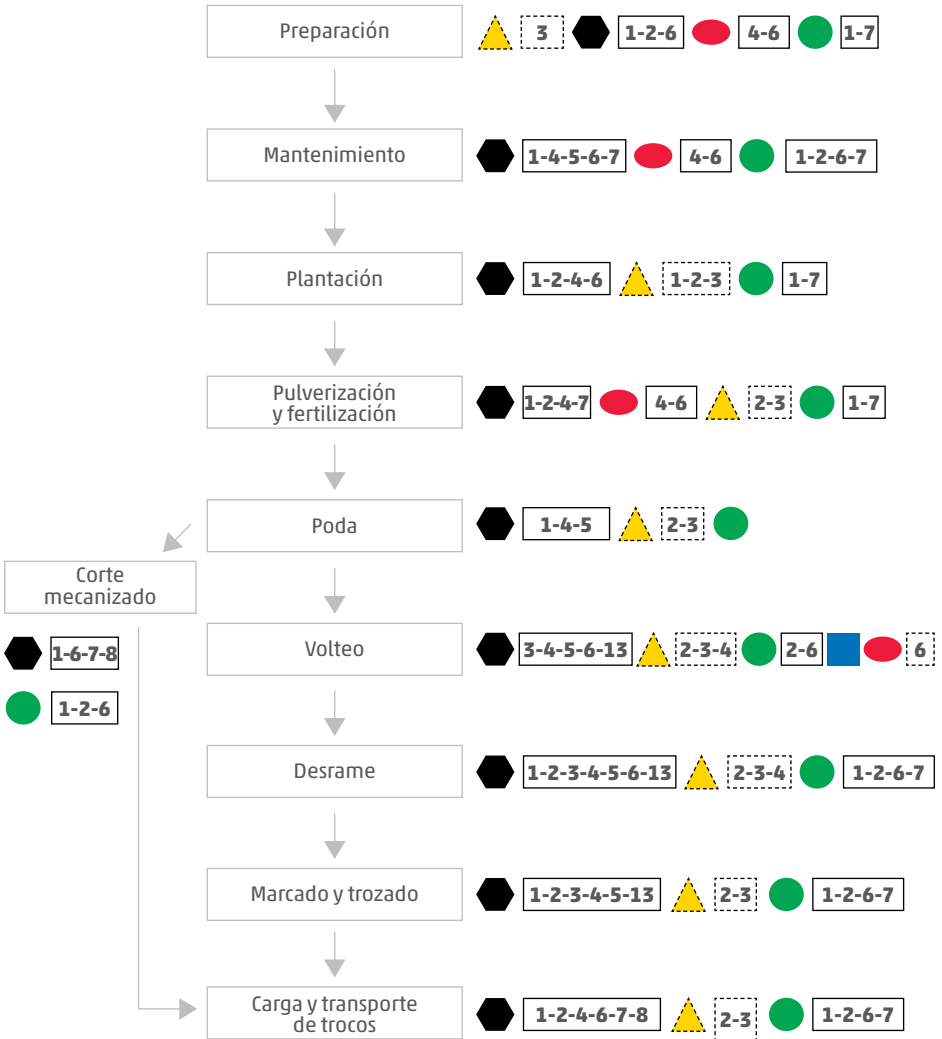 Preparación
3
1-2-6
4-6
1-7
Mantenimiento
1-4-5-6-7
4-6
1-2-6-7
Plantación
1-2-4-6
1-2-3
1-7
Pulverización
y fertilización
1-2-4-7
4-6
2-3
1-7
Poda
1-4-5
2-3
Corte
mecanizado
1-6-7-8
1-2-6
Volteo
3-4-5-6-13
2-3-4
2-6
6
Desrame
1-2-3-4-5-6-13
2-3-4
1-2-6-7
Marcado y trozado
1-2-3-4-5-13
2-3
1-2-6-7
Carga y transporte
de trocos
1-2-4-6-7-8
2-3
1-2-6-7